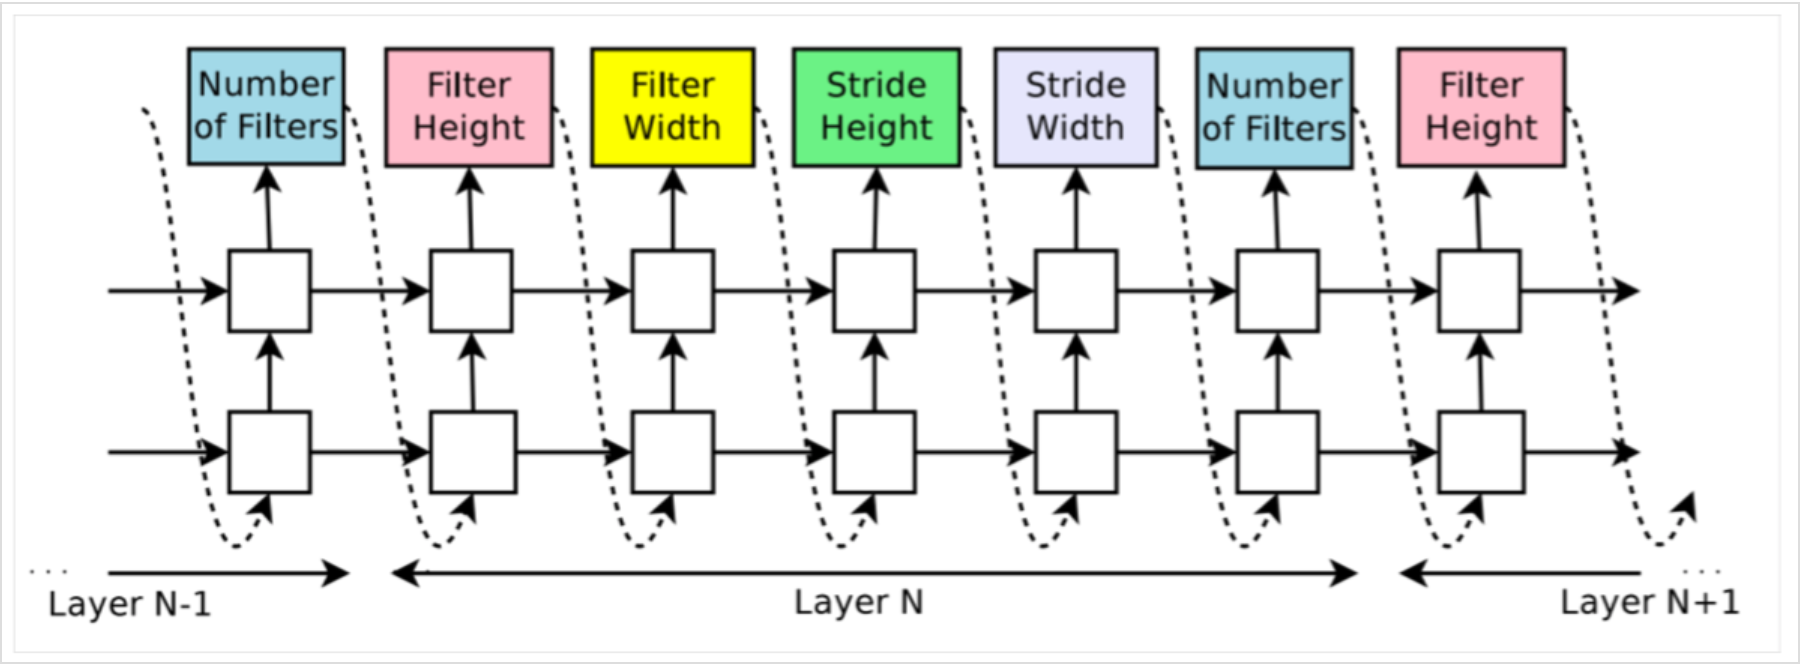 Number
of Filters
Filter
Height
Filter
Width
Stride
Height
Stride
Width
Number
of Filters
Filter
Height
. . .
Layer N-1
Layer N
. . .
Layer N+1